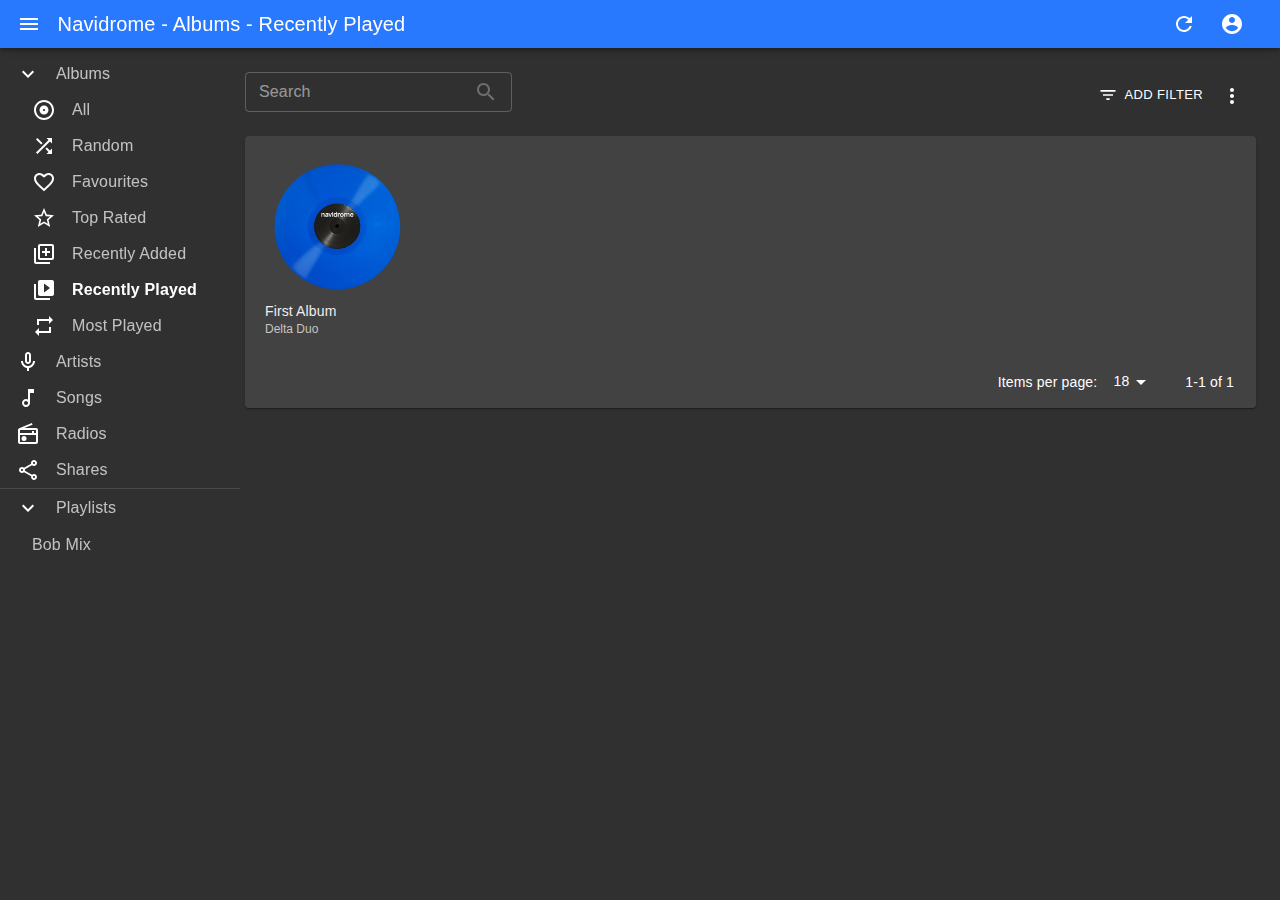 Navidrome - Albums - Recently Played
Albums
All
Random
Favourites
Top Rated
Recently Added
Recently Played
Most Played
Artists
Songs
Radios
Shares
Playlists
Bob Mix
Search
ADD FILTER
navidrome
First Album
Delta Duo
Items per page: 18 1-1 of 1